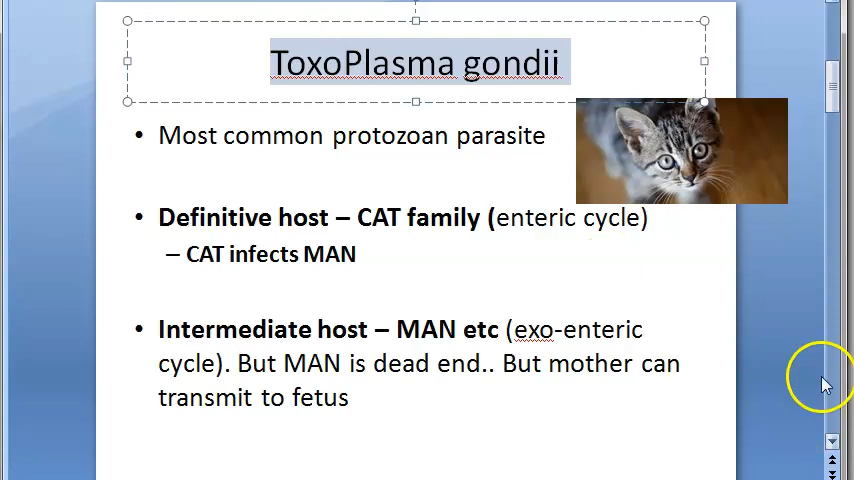 ToxoPlasma gondii
• Most common protozoan parasite
• Definitive host – CAT family (enteric cycle)
– CAT infects MAN
• Intermediate host – MAN etc (exo-enteric
cycle). But MAN is dead end.. But mother can
transmit to fetus